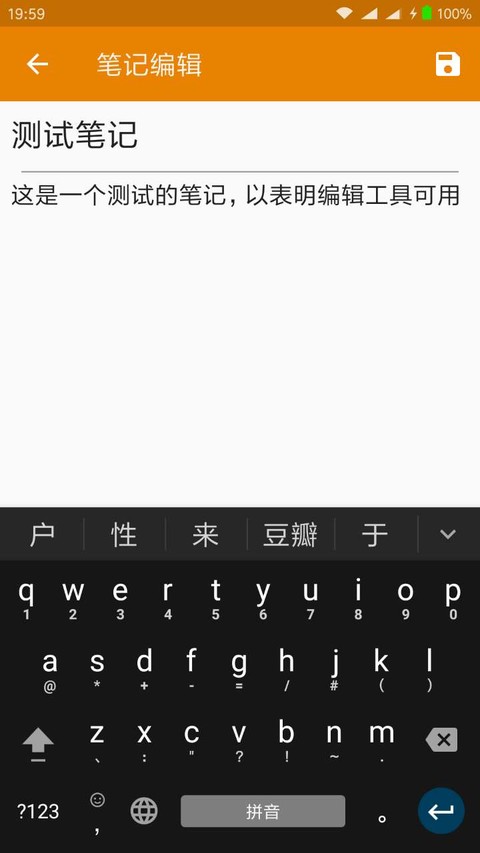 19:59 100%
笔记编辑
测试笔记
这是一个测试的笔记，以表明编辑工具可用
户 性 来 豆瓣 于
q w e r t y u i o p
1 2 3 4 5 6 7 8 9 0
a s d f g h j k l
@ * + - = / # ( )
z x c v b n m
、 : " ? ! ~ .
?123 , 拼音 。